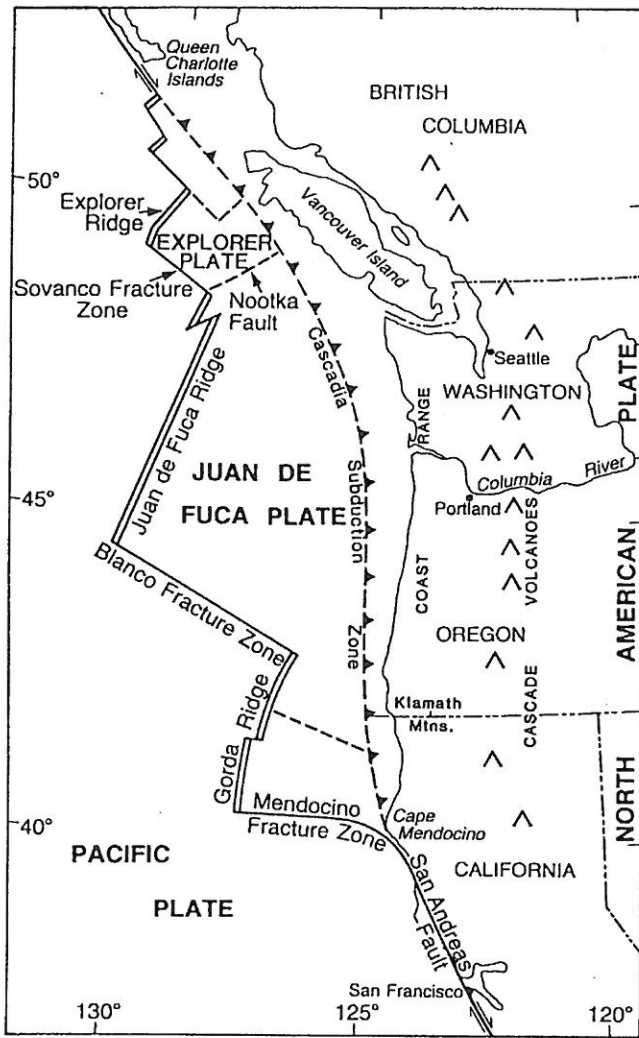 Queen
Charlotte
Islands
BRITISH
COLUMBIA
50°
Explorer
Ridge
Vancouver Island
EXPLORER
PLATE
Sovanco Fracture
Zone
Nootka
Fault
Cascadia
Subduction
Zone
Seattle
WASHINGTON
Juan de Fuca Ridge
JUAN DE
FUCA PLATE
COAST RANGE
Columbia
River
45°
Portland
CASCADE VOLCANOES
Blanco Fracture Zone
OREGON
NORTH AMERICAN PLATE
Klamath
Mtns.
Gorda Ridge
Mendocino
Fracture Zone
40°
Cape
Mendocino
CALIFORNIA
PACIFIC
PLATE
San Andreas
Fault
San Francisco
130°
125°
120°